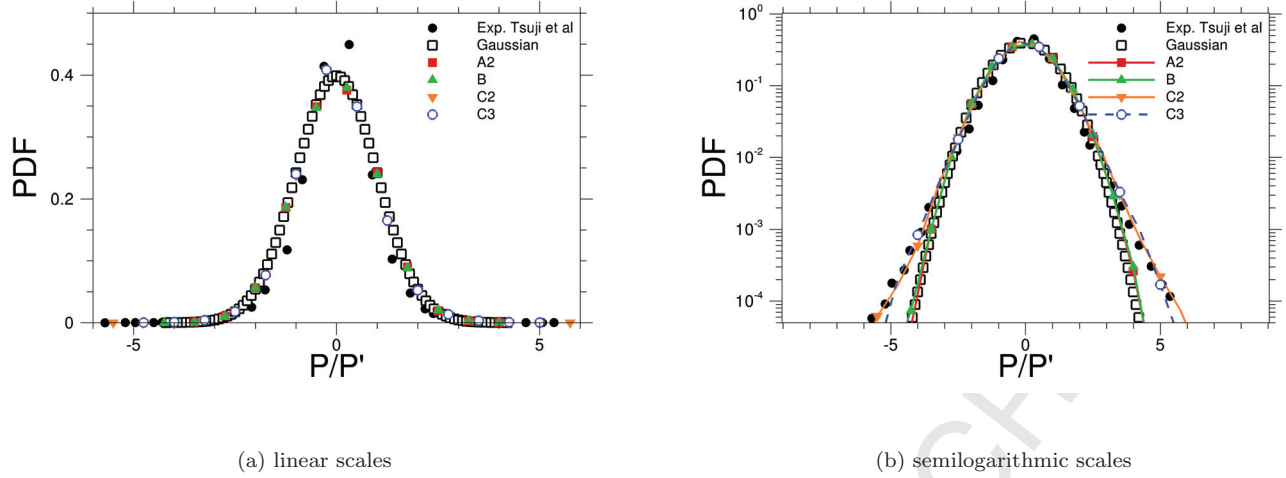 PDF
0.4
0.2
0
-5
0
5
P/P'
Exp. Tsuji et al
Gaussian
A2
B
C2
C3
(a) linear scales
PDF
10⁰
10⁻¹
10⁻²
10⁻³
10⁻⁴
-5
0
5
P/P'
Exp. Tsuji et al
Gaussian
A2
B
C2
C3
(b) semilogarithmic scales